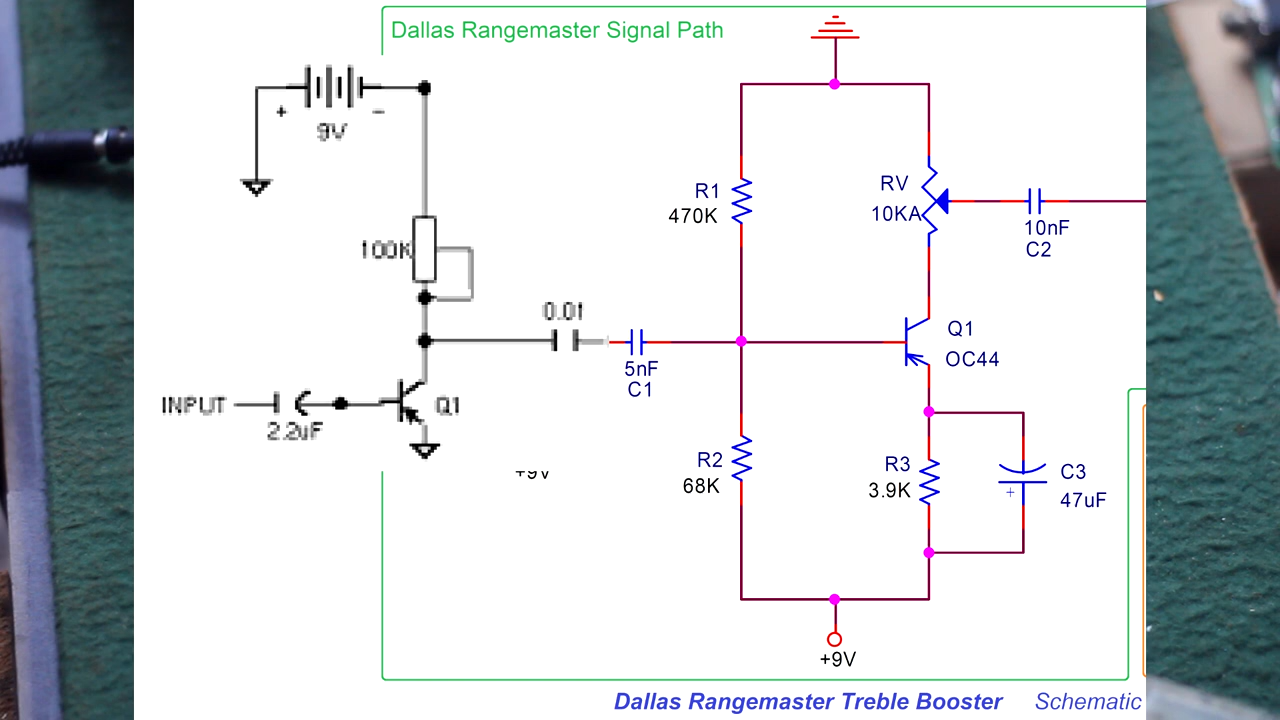 Dallas Rangemaster Signal Path
+ −
9V
100K
0.01
INPUT
2.2uF
Q1
+9V
R1
470K
RV
10KA
10nF
C2
5nF
C1
Q1
OC44
R2
68K
R3
3.9K
+
C3
47uF
+9V
Dallas Rangemaster Treble Booster Schematic